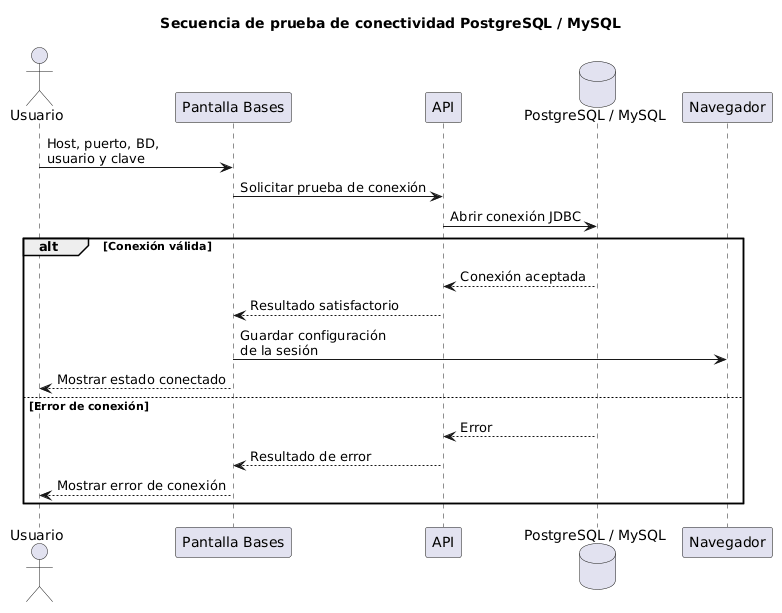 Secuencia de prueba de conectividad PostgreSQL / MySQL
Usuario
Pantalla Bases
API
PostgreSQL / MySQL
Navegador
Host, puerto, BD,
usuario y clave
Solicitar prueba de conexión
Abrir conexión JDBC
alt
[Conexión válida]
Conexión aceptada
Resultado satisfactorio
Guardar configuración
de la sesión
Mostrar estado conectado
[Error de conexión]
Error
Resultado de error
Mostrar error de conexión
Usuario
Pantalla Bases
API
PostgreSQL / MySQL
Navegador